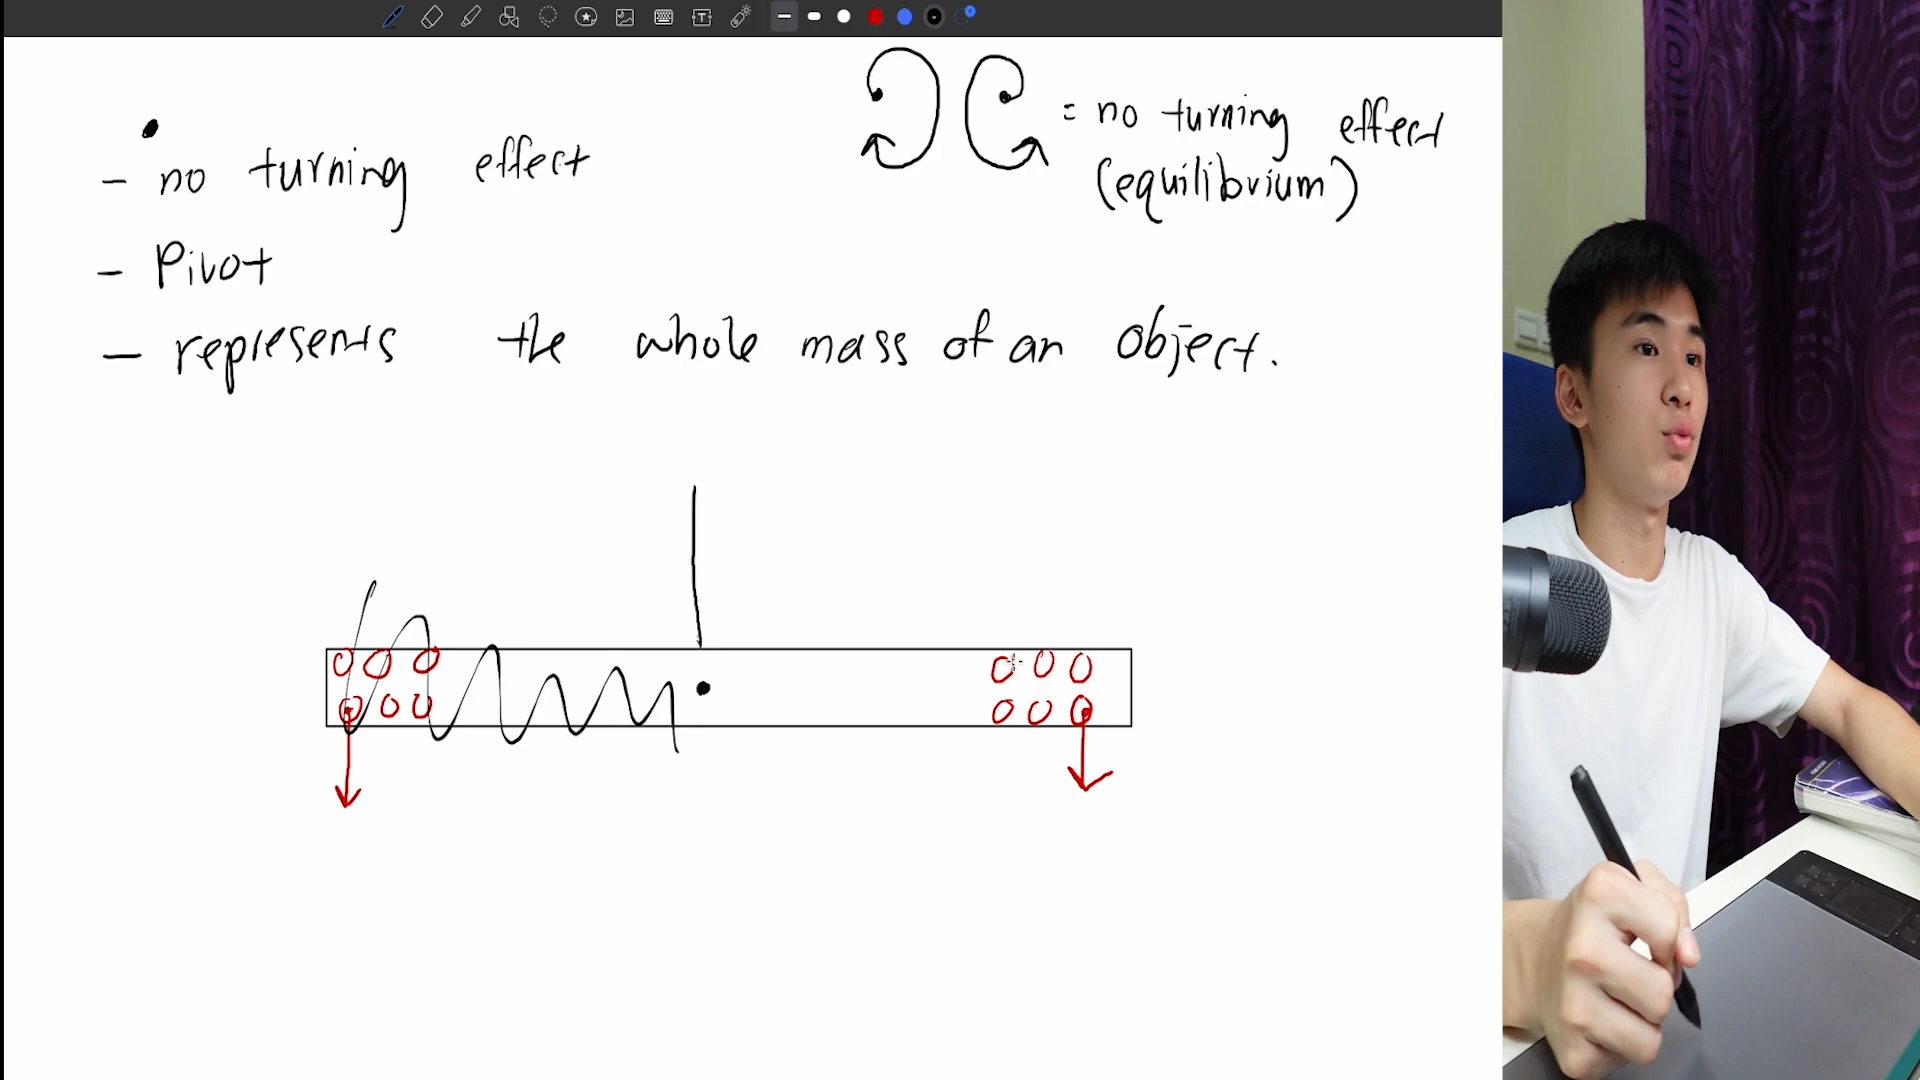 - no turning effect
- Pivot
- represents the whole mass of an object.
= no turning effect
(equilibrium)